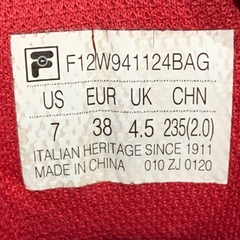 F12W941124BAG
US EUR UK CHN
7 38 4.5 235(2.0)
ITALIAN HERITAGE SINCE 1911
MADE IN CHINA 010 ZJ 0120